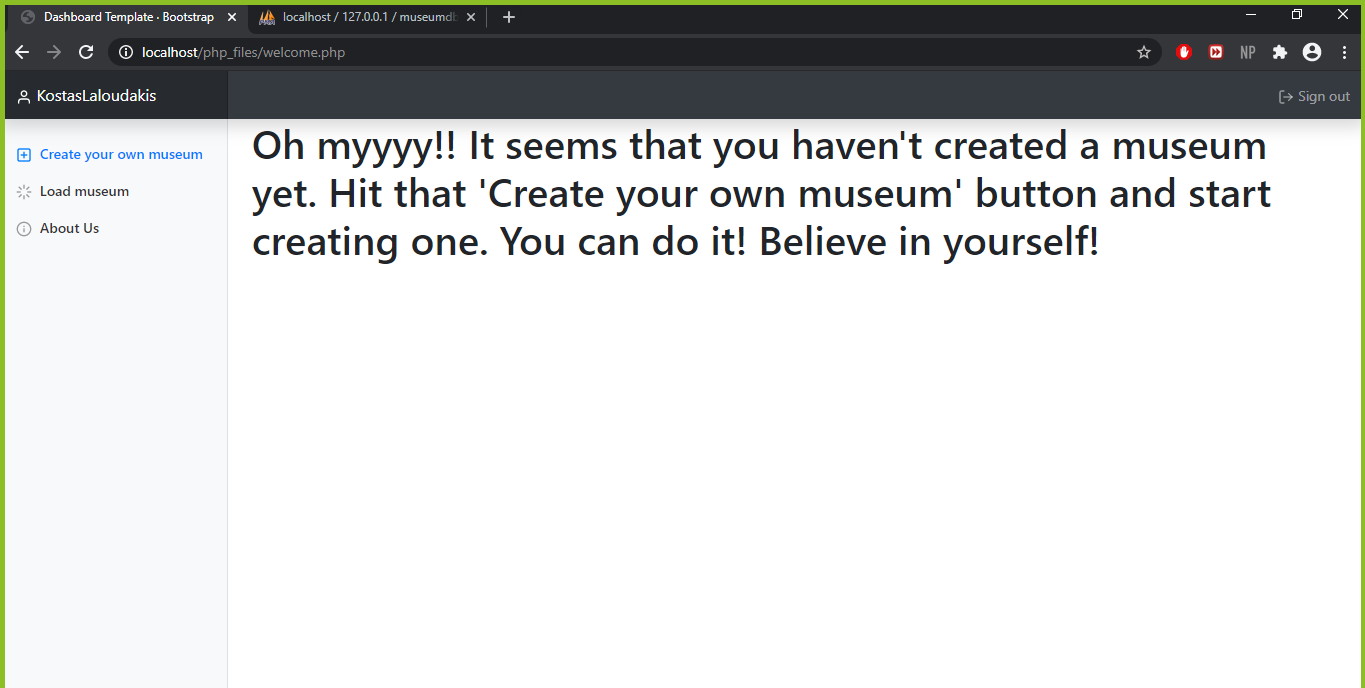 Dashboard Template · Bootstrap
localhost / 127.0.0.1 / museumdb
localhost/php_files/welcome.php
NP
KostasLaloudakis
Sign out
Create your own museum
Load museum
About Us
Oh myyyy!! It seems that you haven't created a museum
yet. Hit that 'Create your own museum' button and start
creating one. You can do it! Believe in yourself!